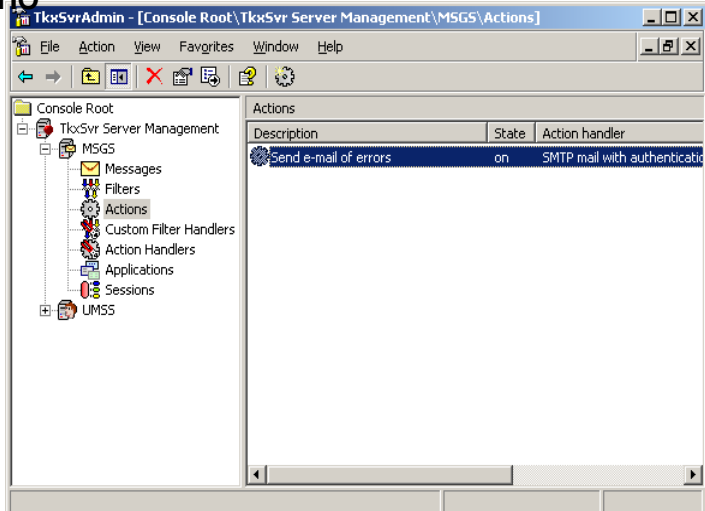 TkxSvrAdmin - [Console Root\TkxSvr Server Management\MSGS\Actions]
File Action View Favorites Window Help
Console Root
TkxSvr Server Management
MSGS
Messages
Filters
Actions
Custom Filter Handlers
Action Handlers
Applications
Sessions
UMSS
Actions
Description State Action handler
Send e-mail of errors on SMTP mail with authenticatio